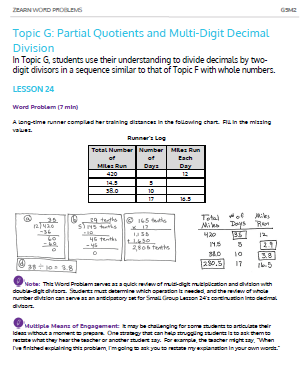 ZEARN WORD PROBLEMS G5M2
Topic G: Partial Quotients and Multi-Digit Decimal
Division
In Topic G, students use their understanding to divide decimals by two-
digit divisors in a sequence similar to that of Topic F with whole numbers.
LESSON 24
Word Problem (7 min)
A long-time runner compiled her training distances in the following chart. Fill in the missing
values.
Runner's Log
Total Number of Miles Number of Days Miles Run Each Day
420 12
14.5 5
38.0 10
17 16.5
a 35
12)420
-36
60
-60
0
b 29 tenths
5)145 tenths
-10
45 tenths
-45
0
c 165 tenths
x 17
1155
+1650
2,805 tenths
d 38 ÷ 10 = 3.8
Total Miles # of Days Miles Run
420 35 12
14.5 5 2.9
38.0 10 3.8
280.5 17 16.5
Note: This Word Problem serves as a quick review of multi-digit multiplication and division with
double-digit divisors. Students must determine which operation is needed, and the review of whole
number division can serve as an anticipatory set for Small Group Lesson 24's continuation into decimal
divisors.
Multiple Means of Engagement: It may be challenging for some students to articulate their
ideas without a moment to prepare. One strategy that can help struggling students is to ask them to
restate what they hear the teacher or another student say. For example, the teacher might say, "When
I've finished explaining this problem, I'm going to ask you to restate my explanation in your own words."